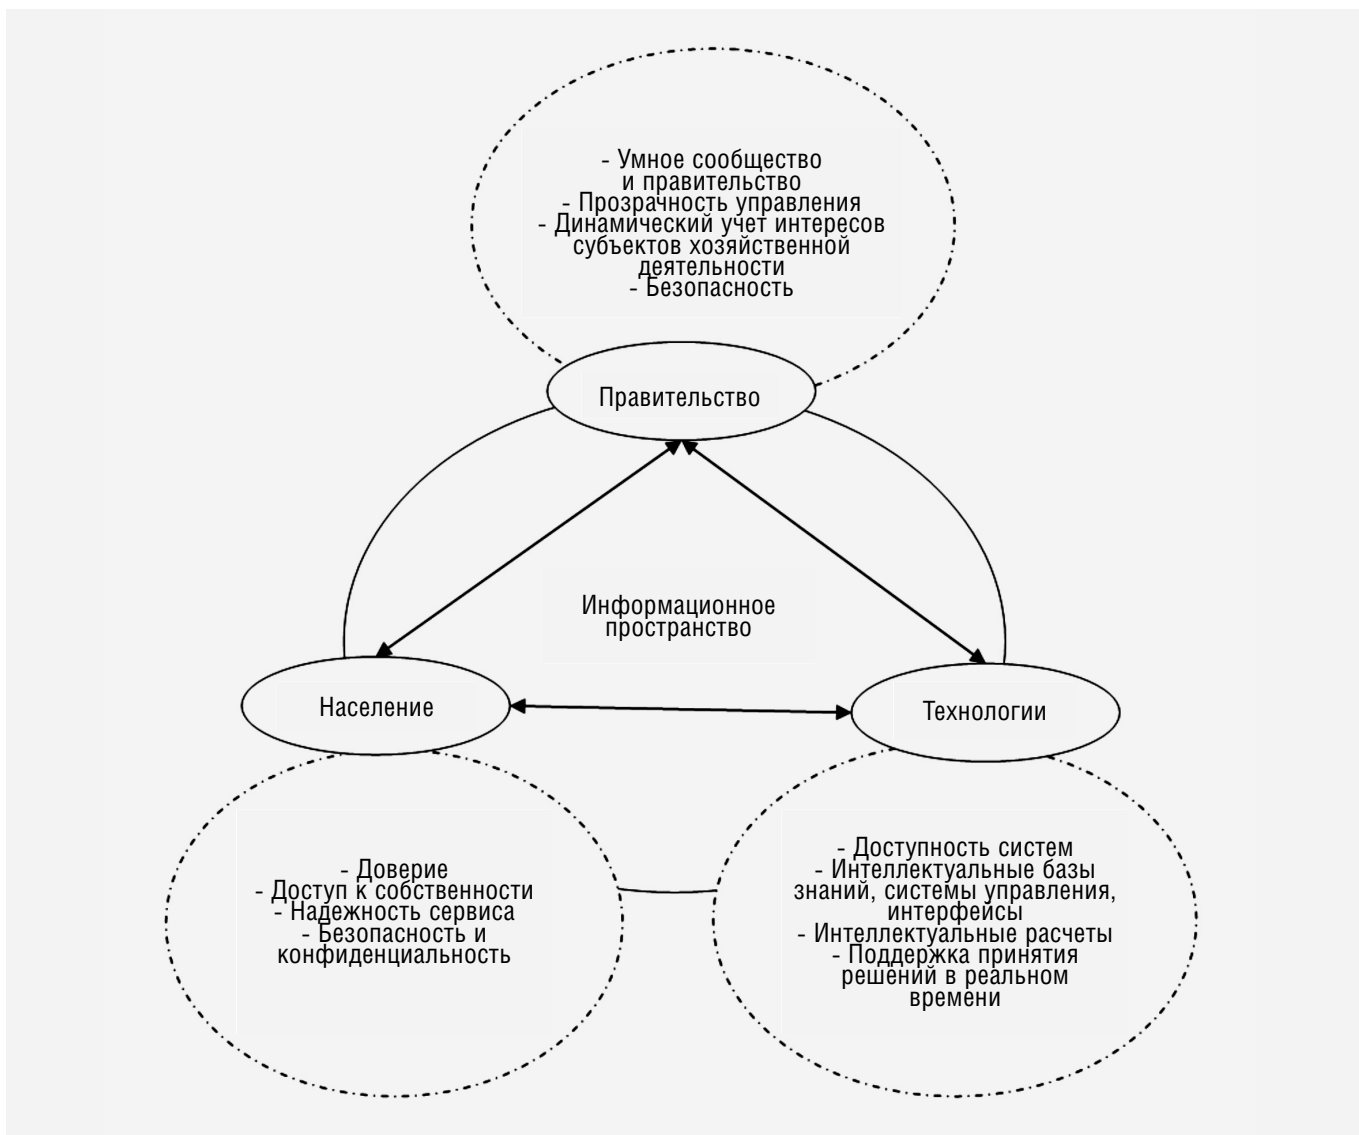 - Умное сообщество
и правительство
- Прозрачность управления
- Динамический учет интересов
субъектов хозяйственной
деятельности
- Безопасность
Правительство
Информационное
пространство
Население
Технологии
- Доверие
- Доступ к собственности
- Надежность сервиса
- Безопасность и
конфиденциальность
- Доступность систем
- Интеллектуальные базы
знаний, системы управления,
интерфейсы
- Интеллектуальные расчеты
- Поддержка принятия
решений в реальном
времени